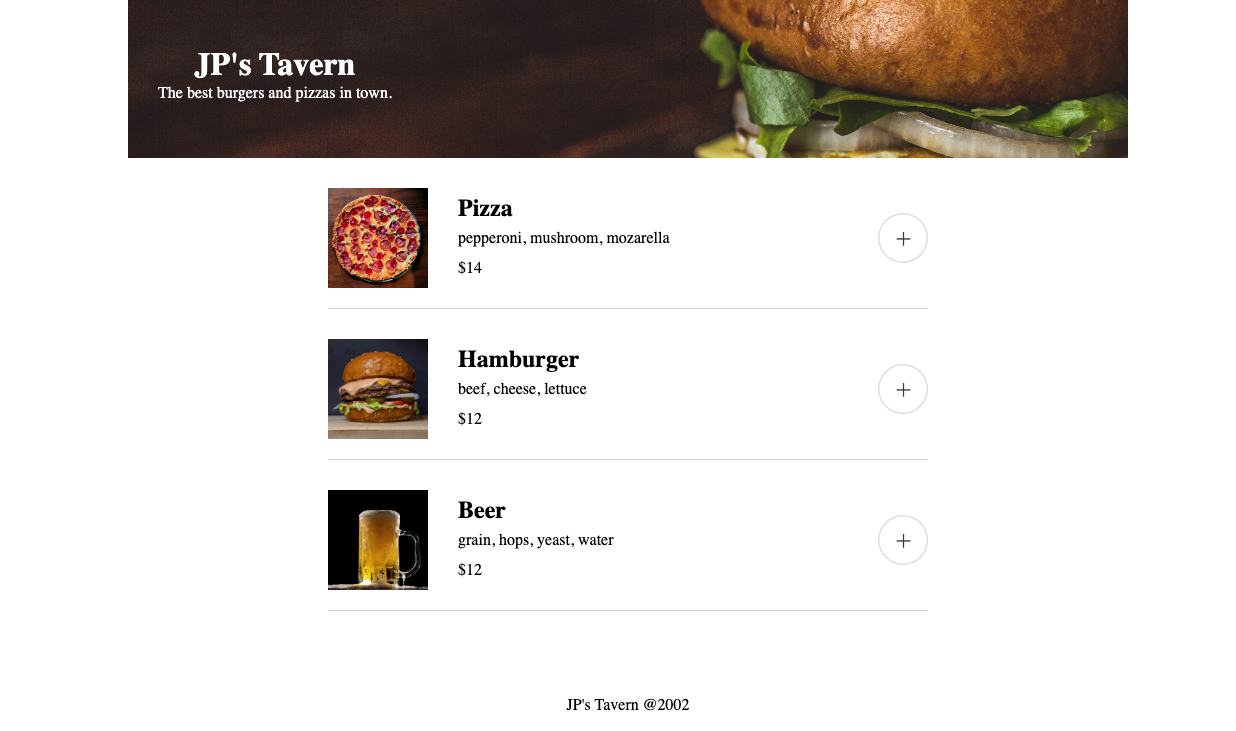 JP's Tavern
The best burgers and pizzas in town.
Pizza
pepperoni, mushroom, mozarella
$14
+
Hamburger
beef, cheese, lettuce
$12
+
Beer
grain, hops, yeast, water
$12
+
JP's Tavern @2002